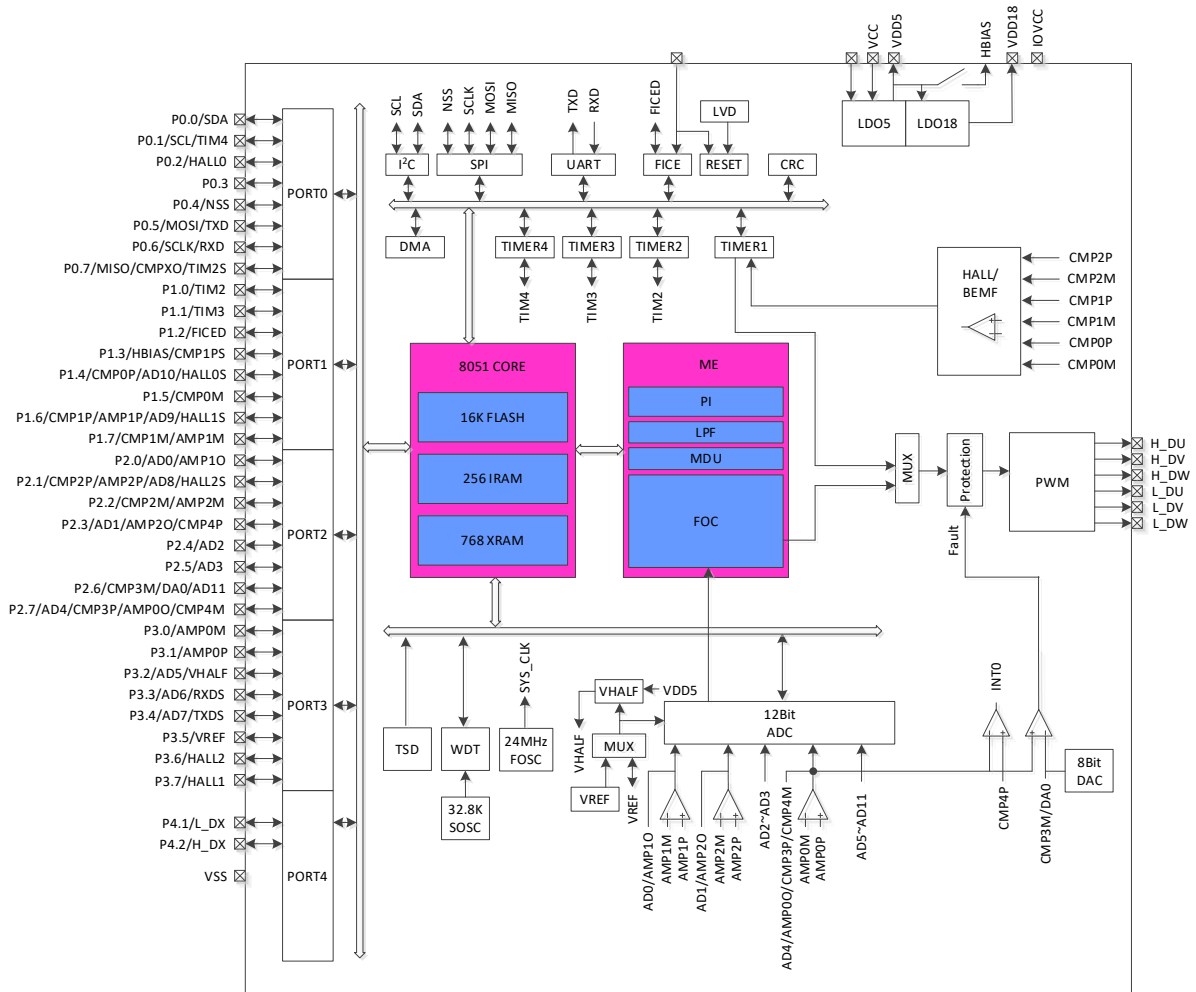 VCC
VDD5
HBIAS
VDD18
IOVCC
LDO5
LDO18
SCL
SDA
NSS
SCLK
MOSI
MISO
TXD
RXD
FICED
LVD
I²C
SPI
UART
FICE
RESET
CRC
DMA
TIMER4
TIMER3
TIMER2
TIMER1
TIM4
TIM3
TIM2
P0.0/SDA
P0.1/SCL/TIM4
P0.2/HALL0
P0.3
P0.4/NSS
P0.5/MOSI/TXD
P0.6/SCLK/RXD
P0.7/MISO/CMPXO/TIM2S
PORT0
P1.0/TIM2
P1.1/TIM3
P1.2/FICED
P1.3/HBIAS/CMP1PS
P1.4/CMP0P/AD10/HALL0S
P1.5/CMP0M
P1.6/CMP1P/AMP1P/AD9/HALL1S
P1.7/CMP1M/AMP1M
PORT1
P2.0/AD0/AMP1O
P2.1/CMP2P/AMP2P/AD8/HALL2S
P2.2/CMP2M/AMP2M
P2.3/AD1/AMP2O/CMP4P
P2.4/AD2
P2.5/AD3
P2.6/CMP3M/DA0/AD11
P2.7/AD4/CMP3P/AMP0O/CMP4M
PORT2
P3.0/AMP0M
P3.1/AMP0P
P3.2/AD5/VHALF
P3.3/AD6/RXDS
P3.4/AD7/TXDS
P3.5/VREF
P3.6/HALL2
P3.7/HALL1
PORT3
P4.1/L_DX
P4.2/H_DX
VSS
PORT4
8051 CORE
16K FLASH
256 IRAM
768 XRAM
ME
PI
LPF
MDU
FOC
HALL/
BEMF
CMP2P
CMP2M
CMP1P
CMP1M
CMP0P
CMP0M
MUX
Protection
Fault
PWM
H_DU
H_DV
H_DW
L_DU
L_DV
L_DW
TSD
WDT
32.8K
SOSC
SYS_CLK
24MHz
FOSC
VHALF
VDD5
VHALF
MUX
VREF
VREF
12Bit
ADC
AD0/AMP1O
AMP1M
AMP1P
AD1/AMP2O
AMP2M
AMP2P
AD2~AD3
AD4/AMP0O/CMP3P/CMP4M
AMP0M
AMP0P
AD5~AD11
INT0
CMP4P
CMP3M/DA0
8Bit
DAC